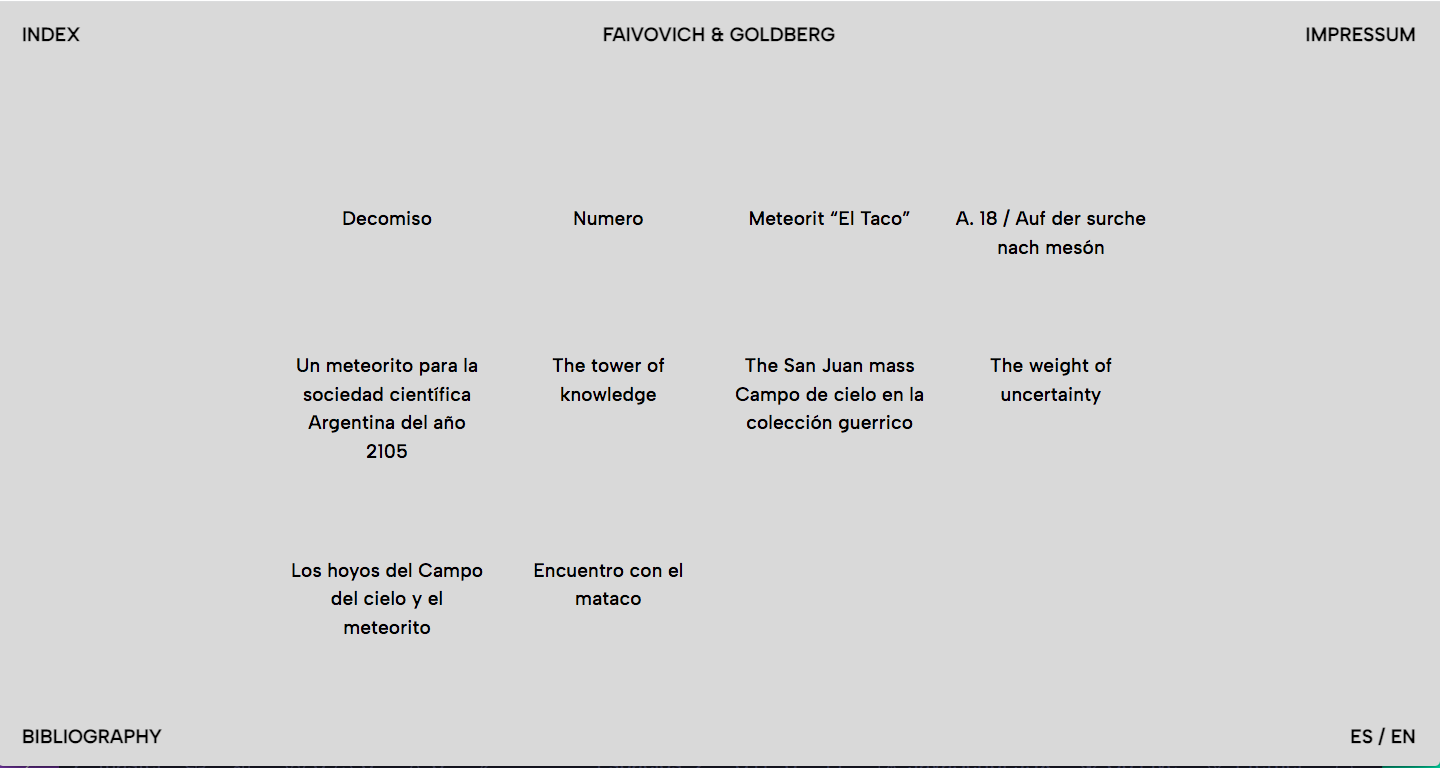 INDEX
FAIVOVICH & GOLDBERG
IMPRESSUM
Decomiso
Numero
Meteorit “El Taco”
A. 18 / Auf der surche
nach mesón
Un meteorito para la
sociedad científica
Argentina del año
2105
The tower of
knowledge
The San Juan mass
Campo de cielo en la
colección guerrico
The weight of
uncertainty
Los hoyos del Campo
del cielo y el
meteorito
Encuentro con el
mataco
BIBLIOGRAPHY
ES / EN